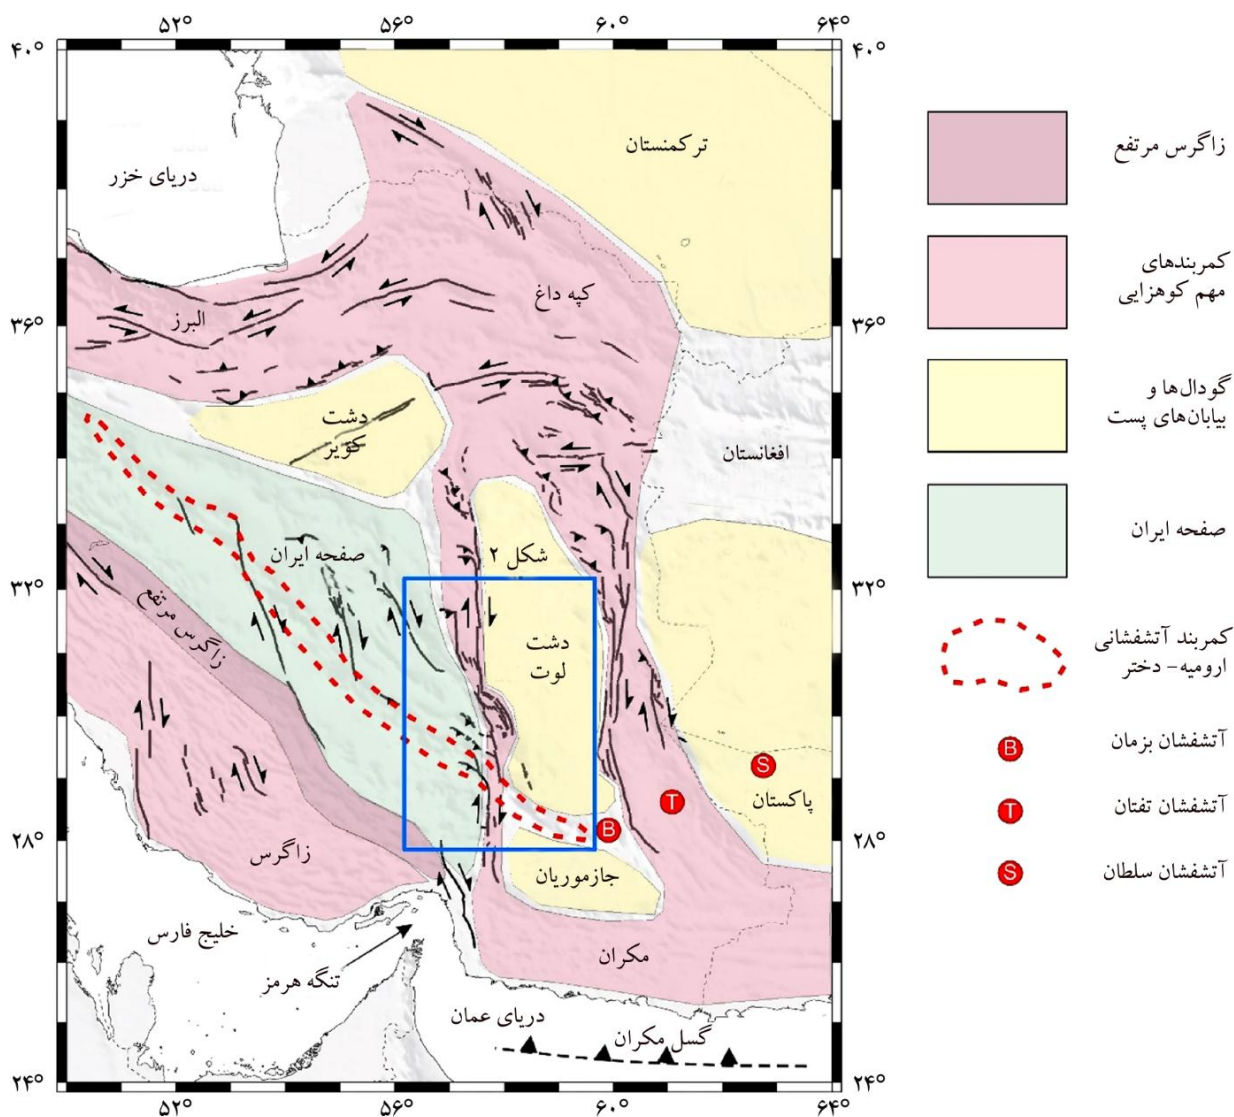 ۵۲° ۵۶° ۶۰° ۶۴°
۴۰° ۴۰°
ترکمنستان
دریای خزر
کپه داغ
البرز
۳۶° ۳۶°
دشت
کویر
افغانستان
شکل ۲
صفحه ایران
۳۲° ۳۲°
زاگرس مرتفع
دشت
لوت
S
پاکستان
T
B
۲۸° ۲۸°
زاگرس
جازموریان
خلیج فارس
مکران
تنگه هرمز
دریای عمان
گسل مکران
۲۴° ۲۴°
۵۲° ۵۶° ۶۰° ۶۴°
زاگرس مرتفع
کمربندهای
مهم کوهزایی
گودال‌ها و
بیابان‌های پست
صفحه ایران
کمربند آتشفشانی
ارومیه- دختر
B آتشفشان بزمان
T آتشفشان تفتان
S آتشفشان سلطان